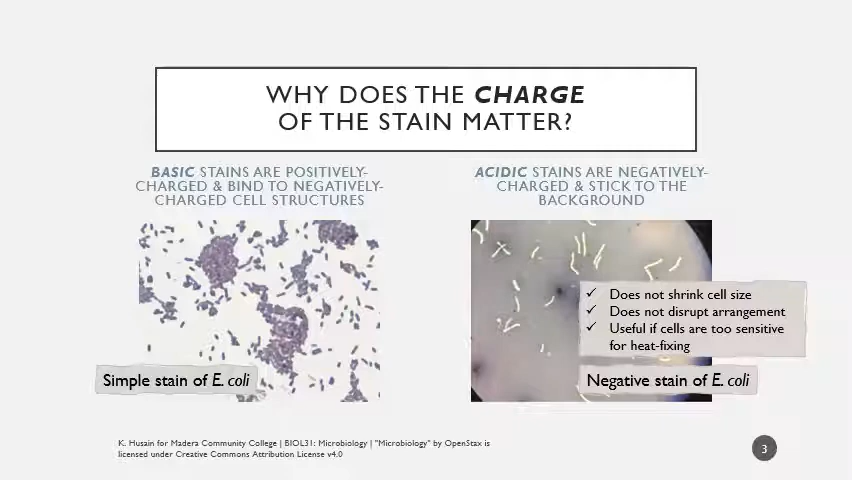 WHY DOES THE CHARGE
OF THE STAIN MATTER?
BASIC STAINS ARE POSITIVELY-
CHARGED & BIND TO NEGATIVELY-
CHARGED CELL STRUCTURES
ACIDIC STAINS ARE NEGATIVELY-
CHARGED & STICK TO THE
BACKGROUND
✓ Does not shrink cell size
✓ Does not disrupt arrangement
✓ Useful if cells are too sensitive
for heat-fixing
Simple stain of E. coli
Negative stain of E. coli
K. Husain for Madera Community College | BIOL31: Microbiology | "Microbiology" by OpenStax is
licensed under Creative Commons Attribution License v4.0
3